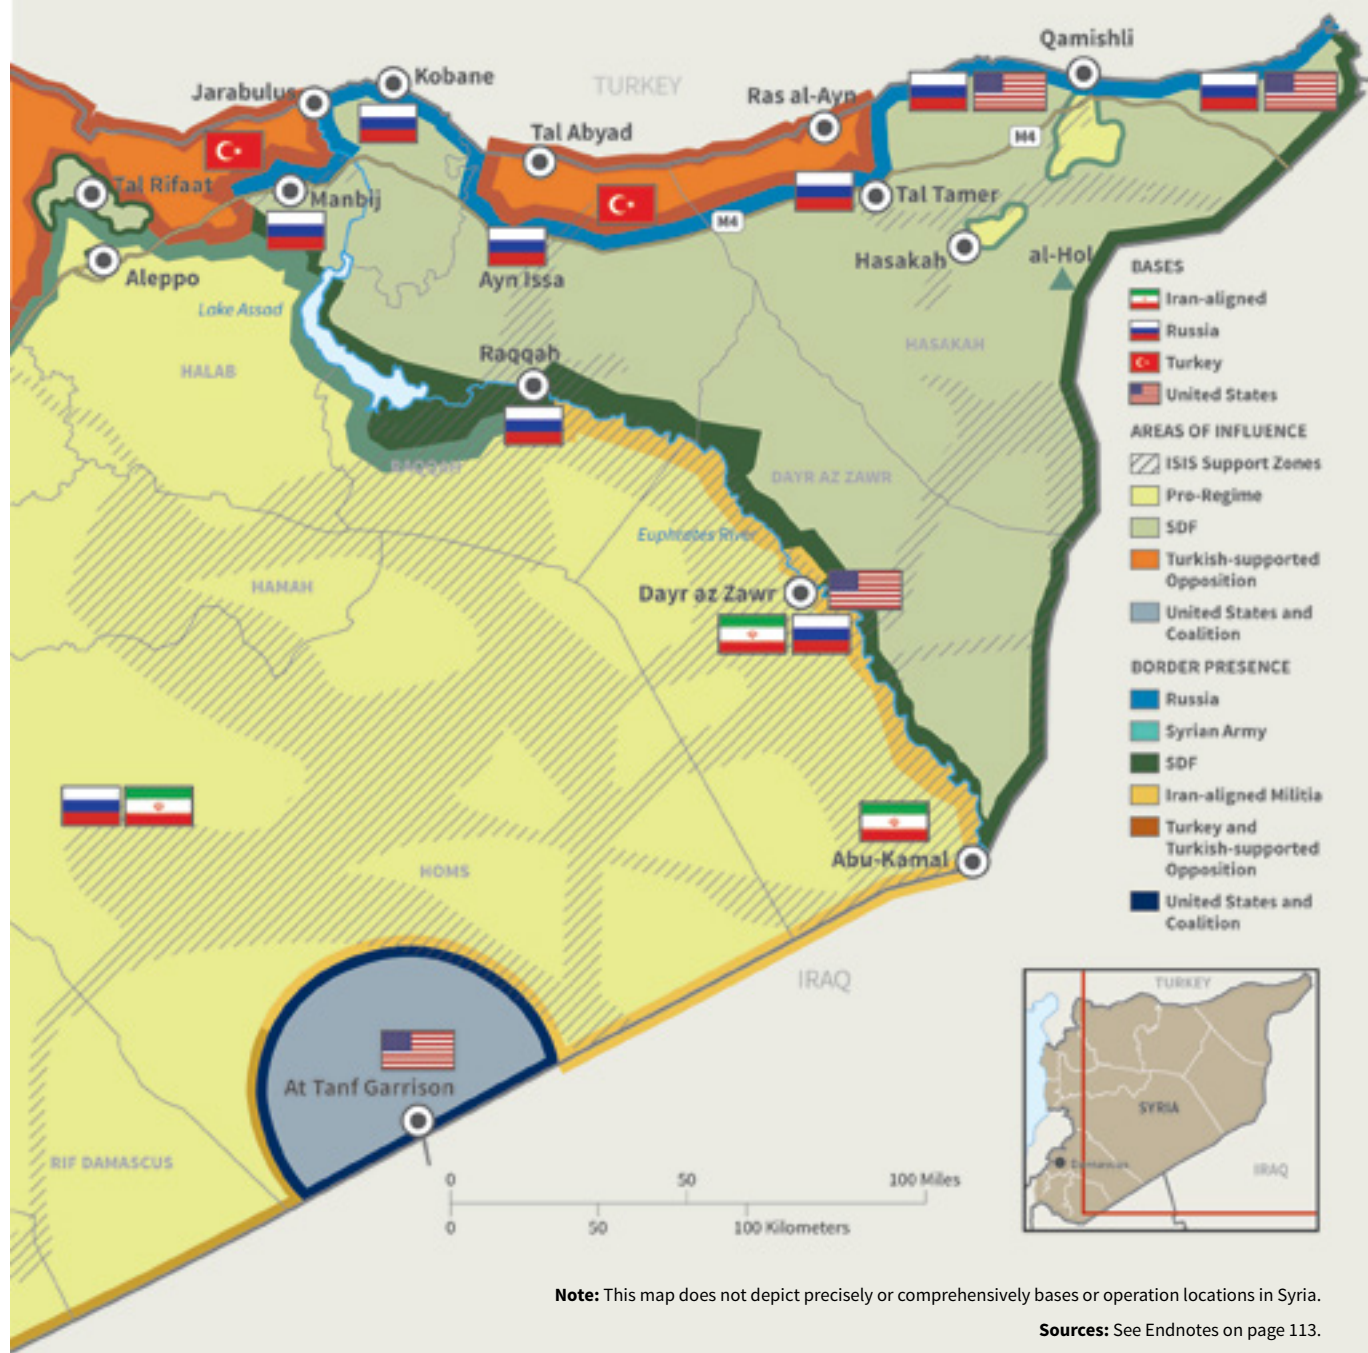 Qamishli
Kobane
Jarabulus
TURKEY
Ras al-Ayn
Tal Abyad
M4
Tal Rifaat
Manbij
Tal Tamer
M4
Aleppo
Ayn Issa
Hasakah
al-Hol
Lake Assad
HALAB
Raqqah
HASAKAH
RAQQAH
DAYR AZ ZAWR
Euphrates River
HAMAH
Dayr az Zawr
HOMS
Abu-Kamal
IRAQ
At Tanf Garrison
RIF DAMASCUS
BASES
Iran-aligned
Russia
Turkey
United States
AREAS OF INFLUENCE
ISIS Support Zones
Pro-Regime
SDF
Turkish-supported
Opposition
United States and
Coalition
BORDER PRESENCE
Russia
Syrian Army
SDF
Iran-aligned Militia
Turkey and
Turkish-supported
Opposition
United States and
Coalition
TURKEY
SYRIA
Damascus
IRAQ
0 50 100 Miles
0 50 100 Kilometers
Note: This map does not depict precisely or comprehensively bases or operation locations in Syria.
Sources: See Endnotes on page 113.